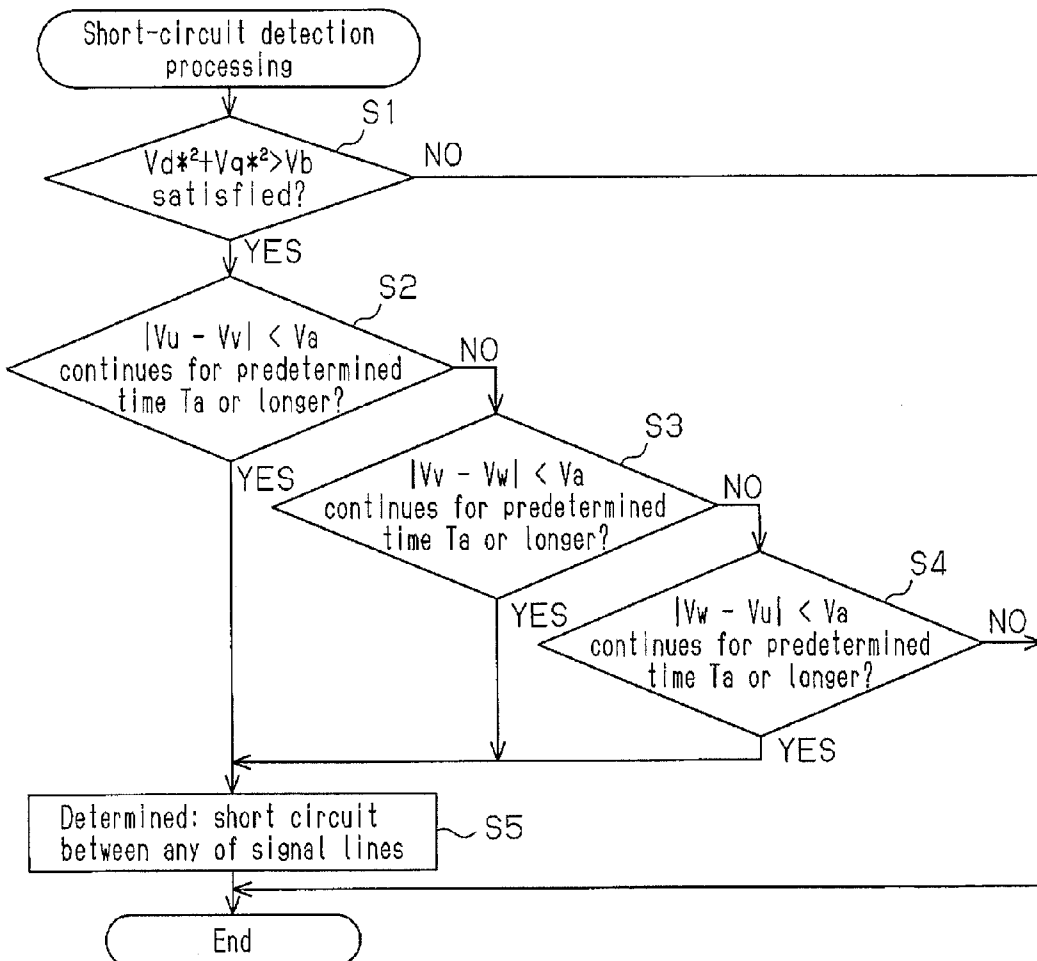 Short-circuit detection
processing
S1
Vd*²+Vq*²>Vb
satisfied?
NO
YES
S2
|Vu - Vv| < Va
continues for predetermined
time Ta or longer?
NO
YES
S3
|Vv - Vw| < Va
continues for predetermined
time Ta or longer?
NO
YES
S4
|Vw - Vu| < Va
continues for predetermined
time Ta or longer?
NO
YES
Determined: short circuit
between any of signal lines
S5
End